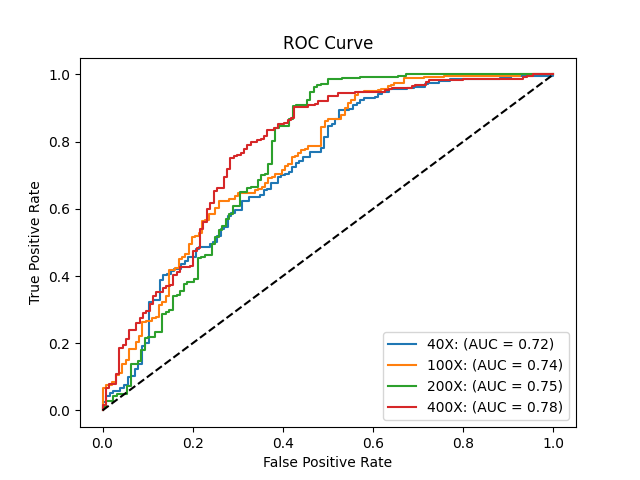 ROC Curve
True Positive Rate
1.0
0.8
0.6
0.4
0.2
0.0
40X: (AUC = 0.72)
100X: (AUC = 0.74)
200X: (AUC = 0.75)
400X: (AUC = 0.78)
0.0 0.2 0.4 0.6 0.8 1.0
False Positive Rate